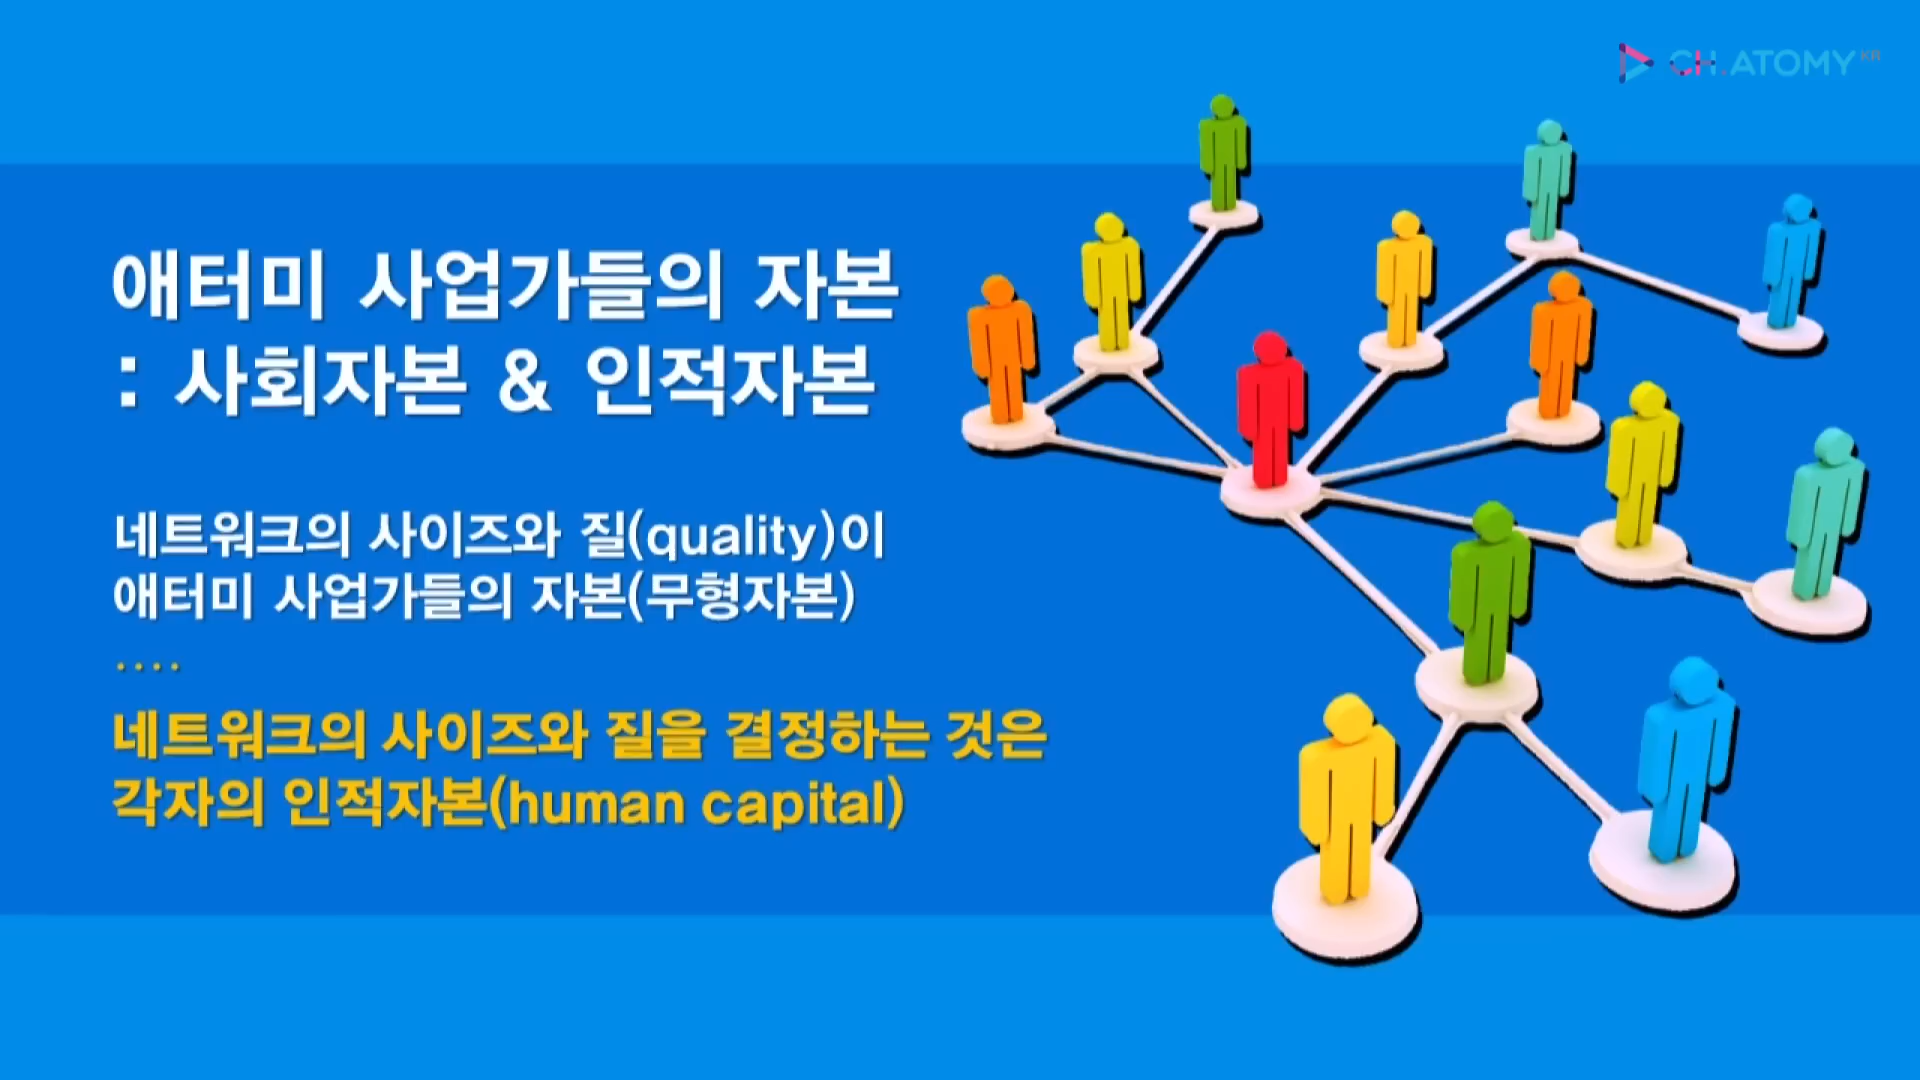 CH.ATOMY KR
애터미 사업가들의 자본
: 사회자본 & 인적자본
네트워크의 사이즈와 질(quality)이
애터미 사업가들의 자본(무형자본)
....
네트워크의 사이즈와 질을 결정하는 것은
각자의 인적자본(human capital)